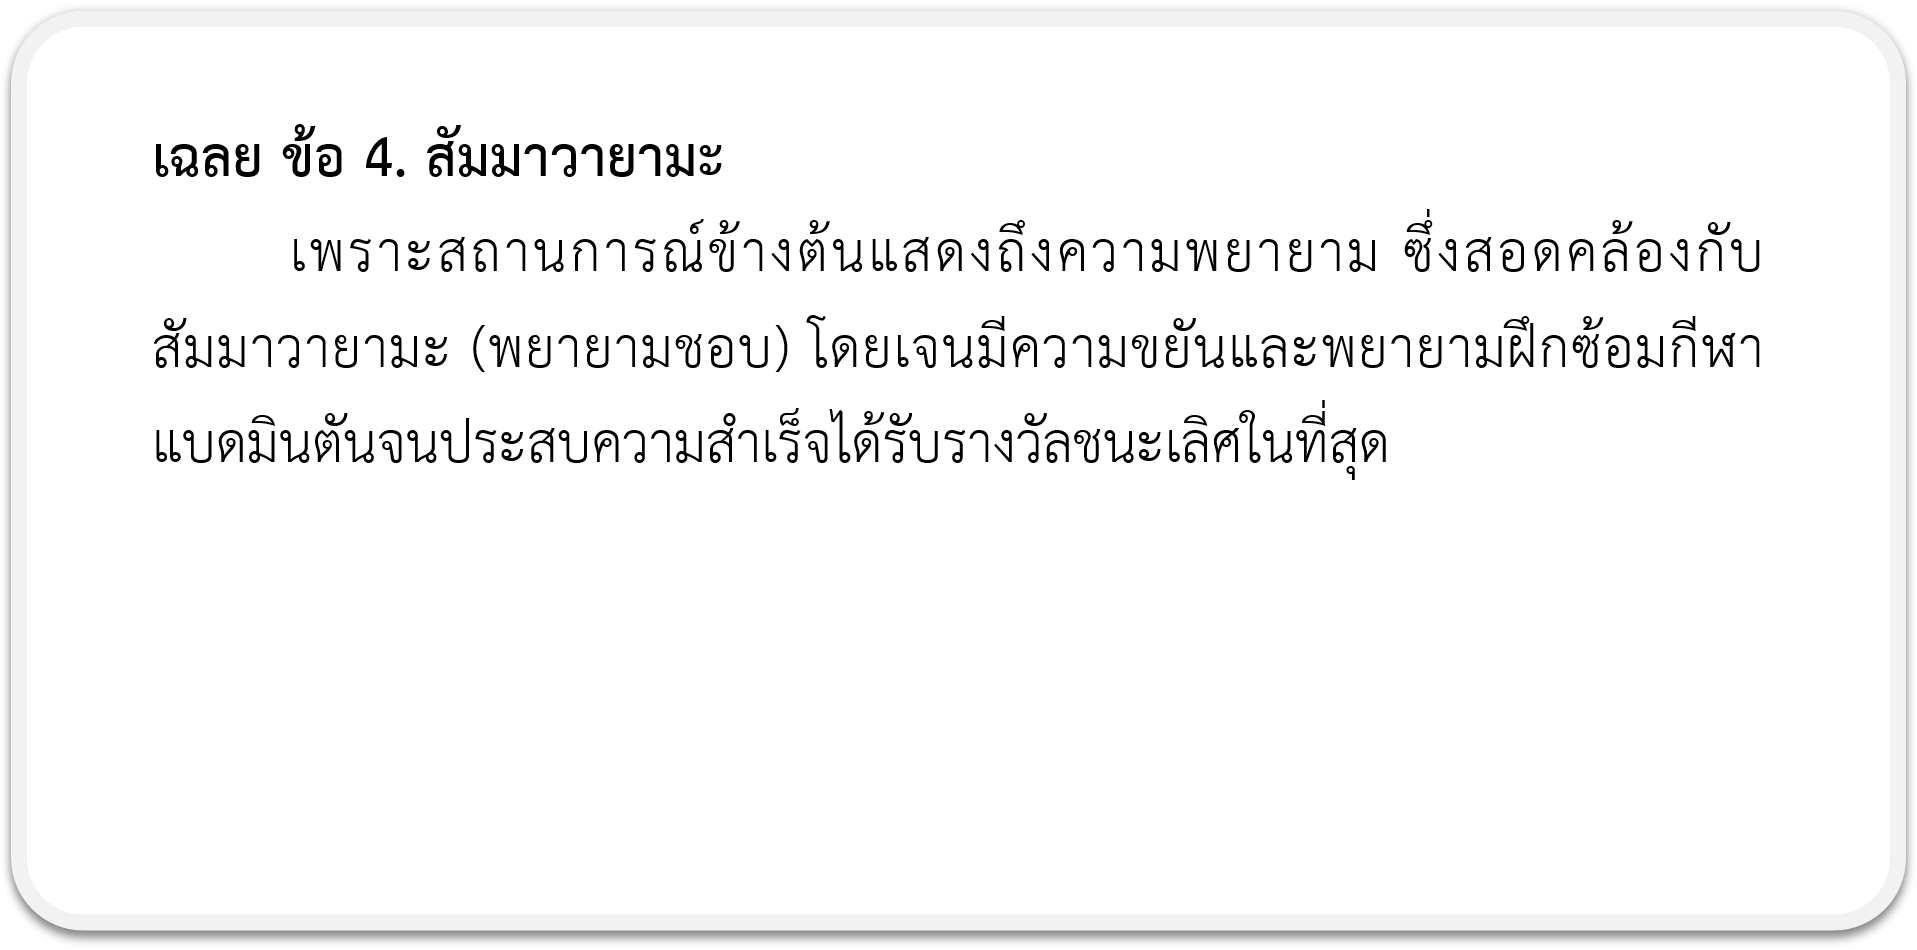 เฉลย ข้อ 4. สัมมาวายามะ
เพราะสถานการณ์ข้างต้นแสดงถึงความพยายาม ซึ่งสอดคล้องกับ
สัมมาวายามะ (พยายามชอบ) โดยเจนมีความขยันและพยายามฝึกซ้อมกีฬา
แบดมินตันจนประสบความสำเร็จได้รับรางวัลชนะเลิศในที่สุด